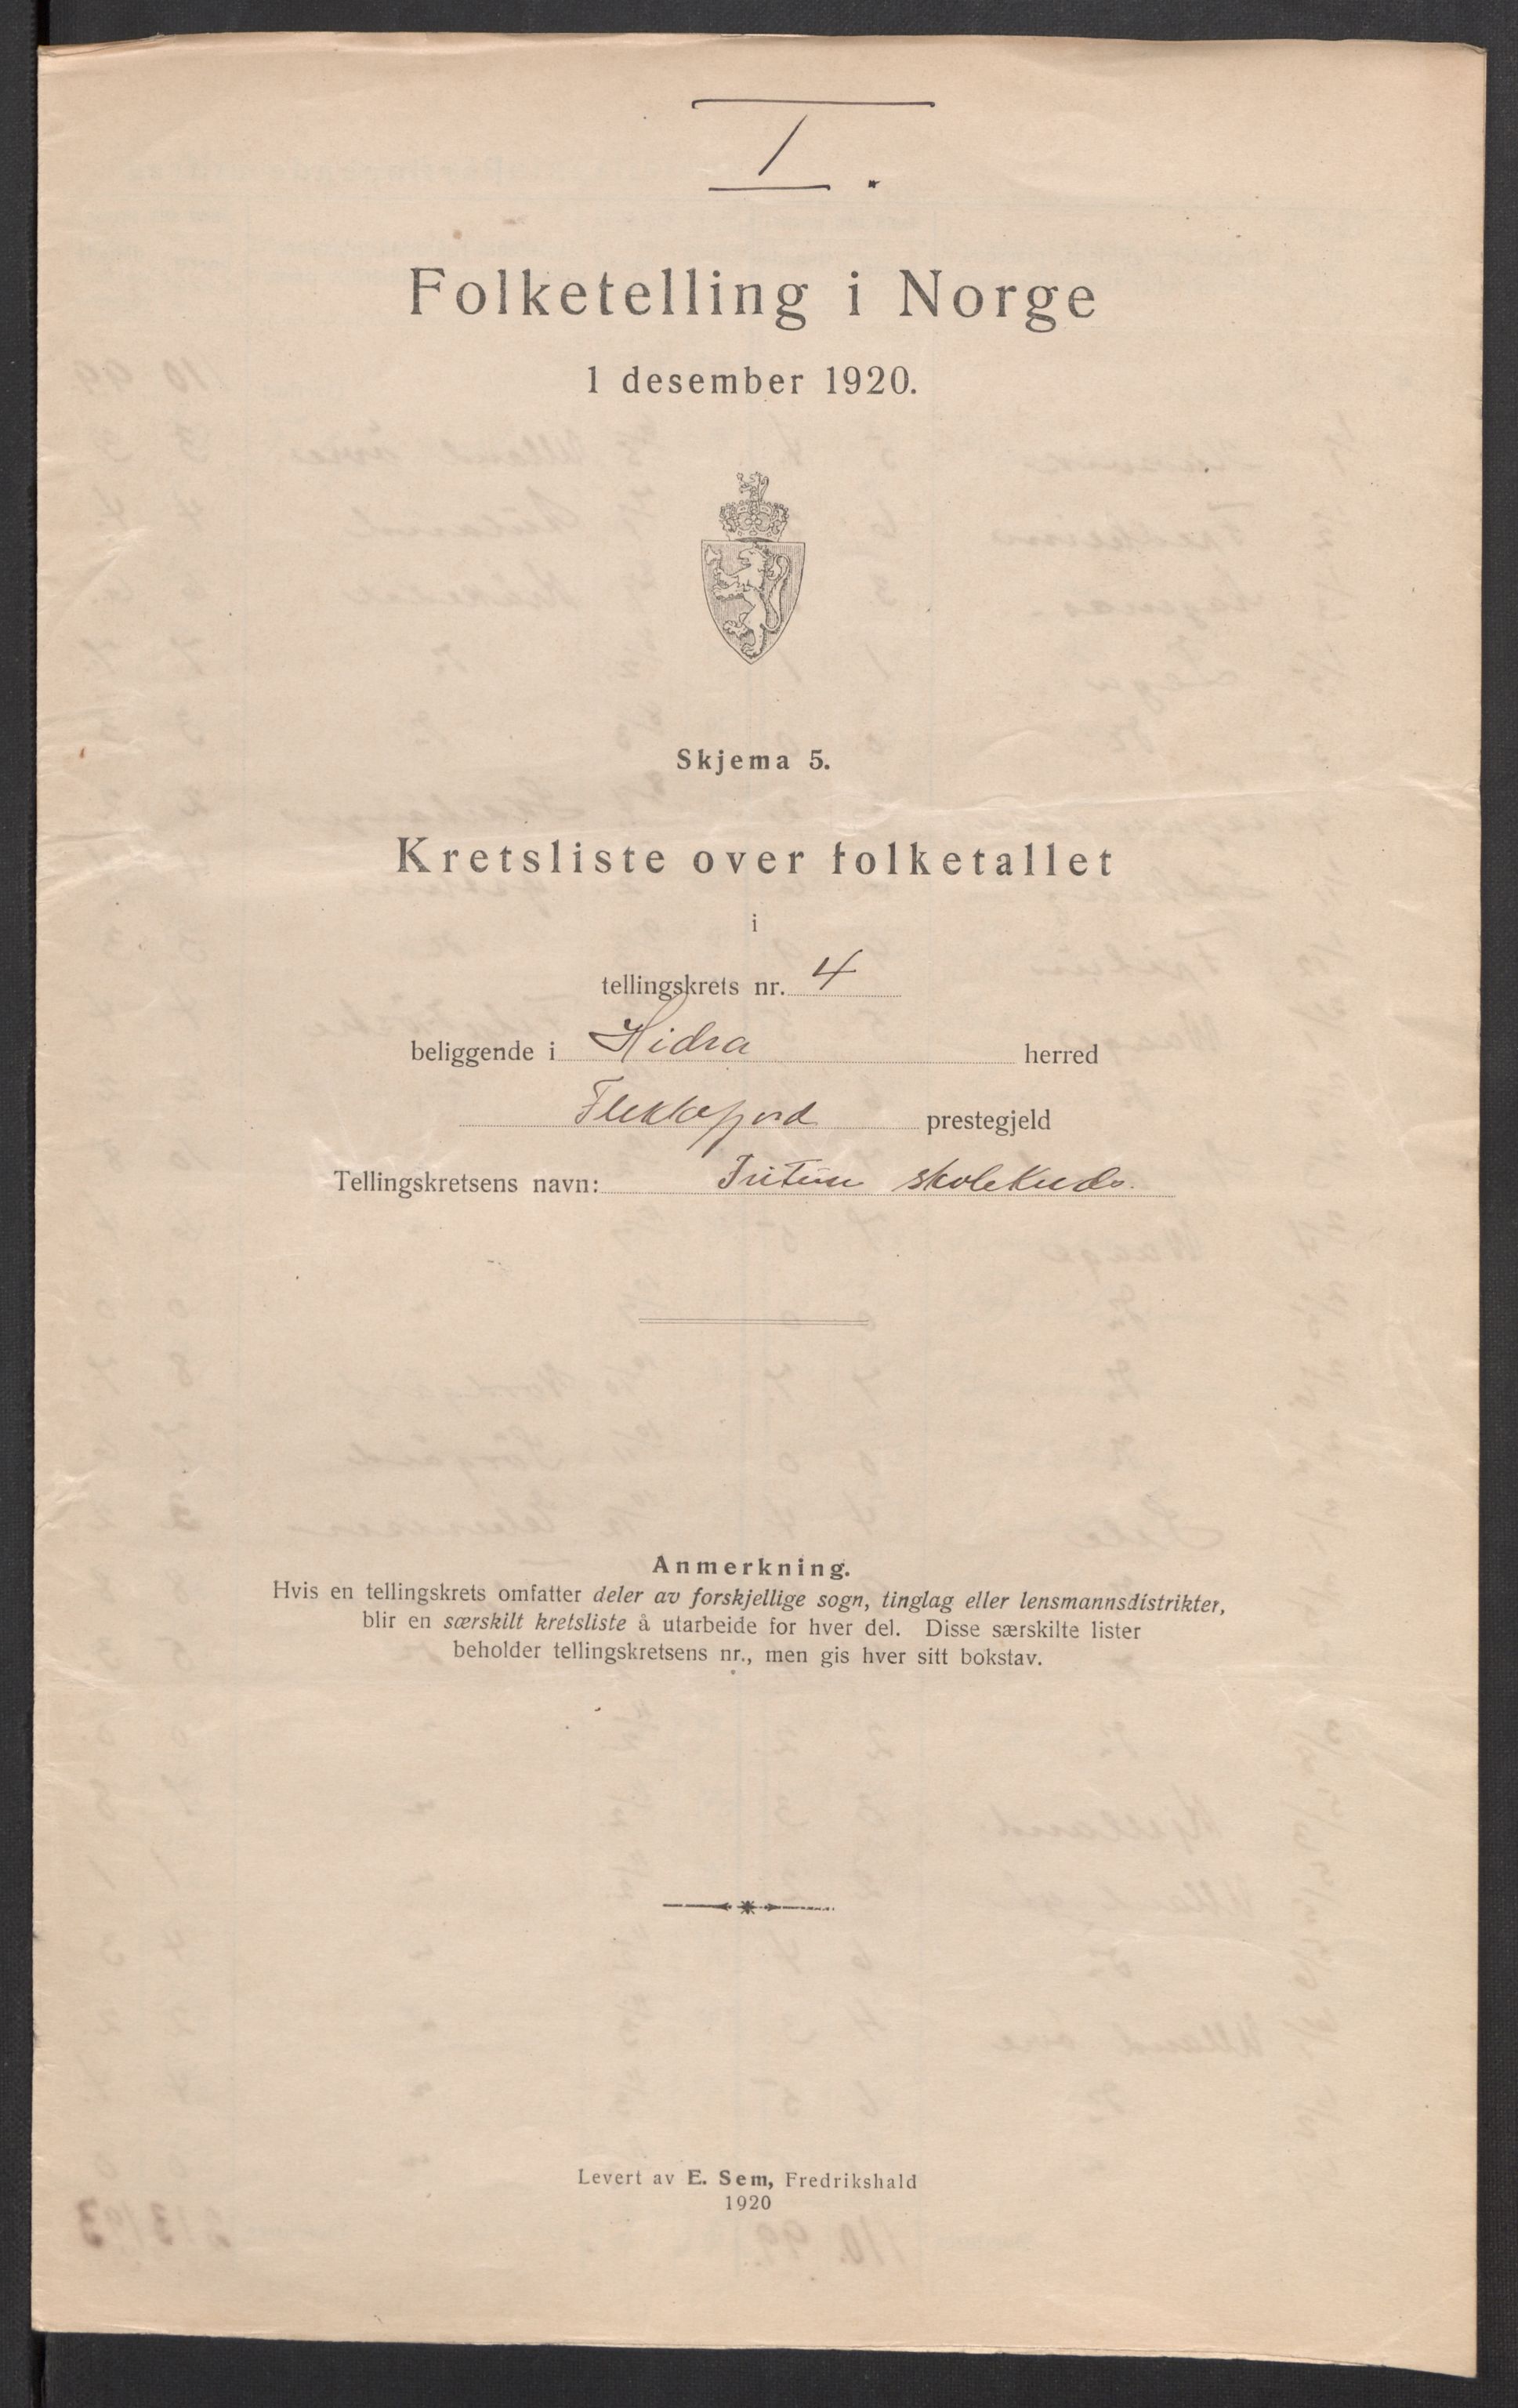 I.
Folketelling i Norge
1 desember 1920.
Skjema 5.
Kretsliste over folketallet
i
tellingskrets nr. 4
beliggende i Hidra herred
Flekkefjord prestegjeld
Tellingskretsens navn: skolekreds.
Anmerkning.
Hvis en tellingskrets omfatter deler av forskjellige sogn, tinglag eller lensmannsdistrikter,
blir en særskilt kretsliste å utarbeide for hver del. Disse særskilte lister
beholder tellingskretsens nr., men gis hver sitt bokstav.
Levert av E. Sem, Fredrikshald
1920